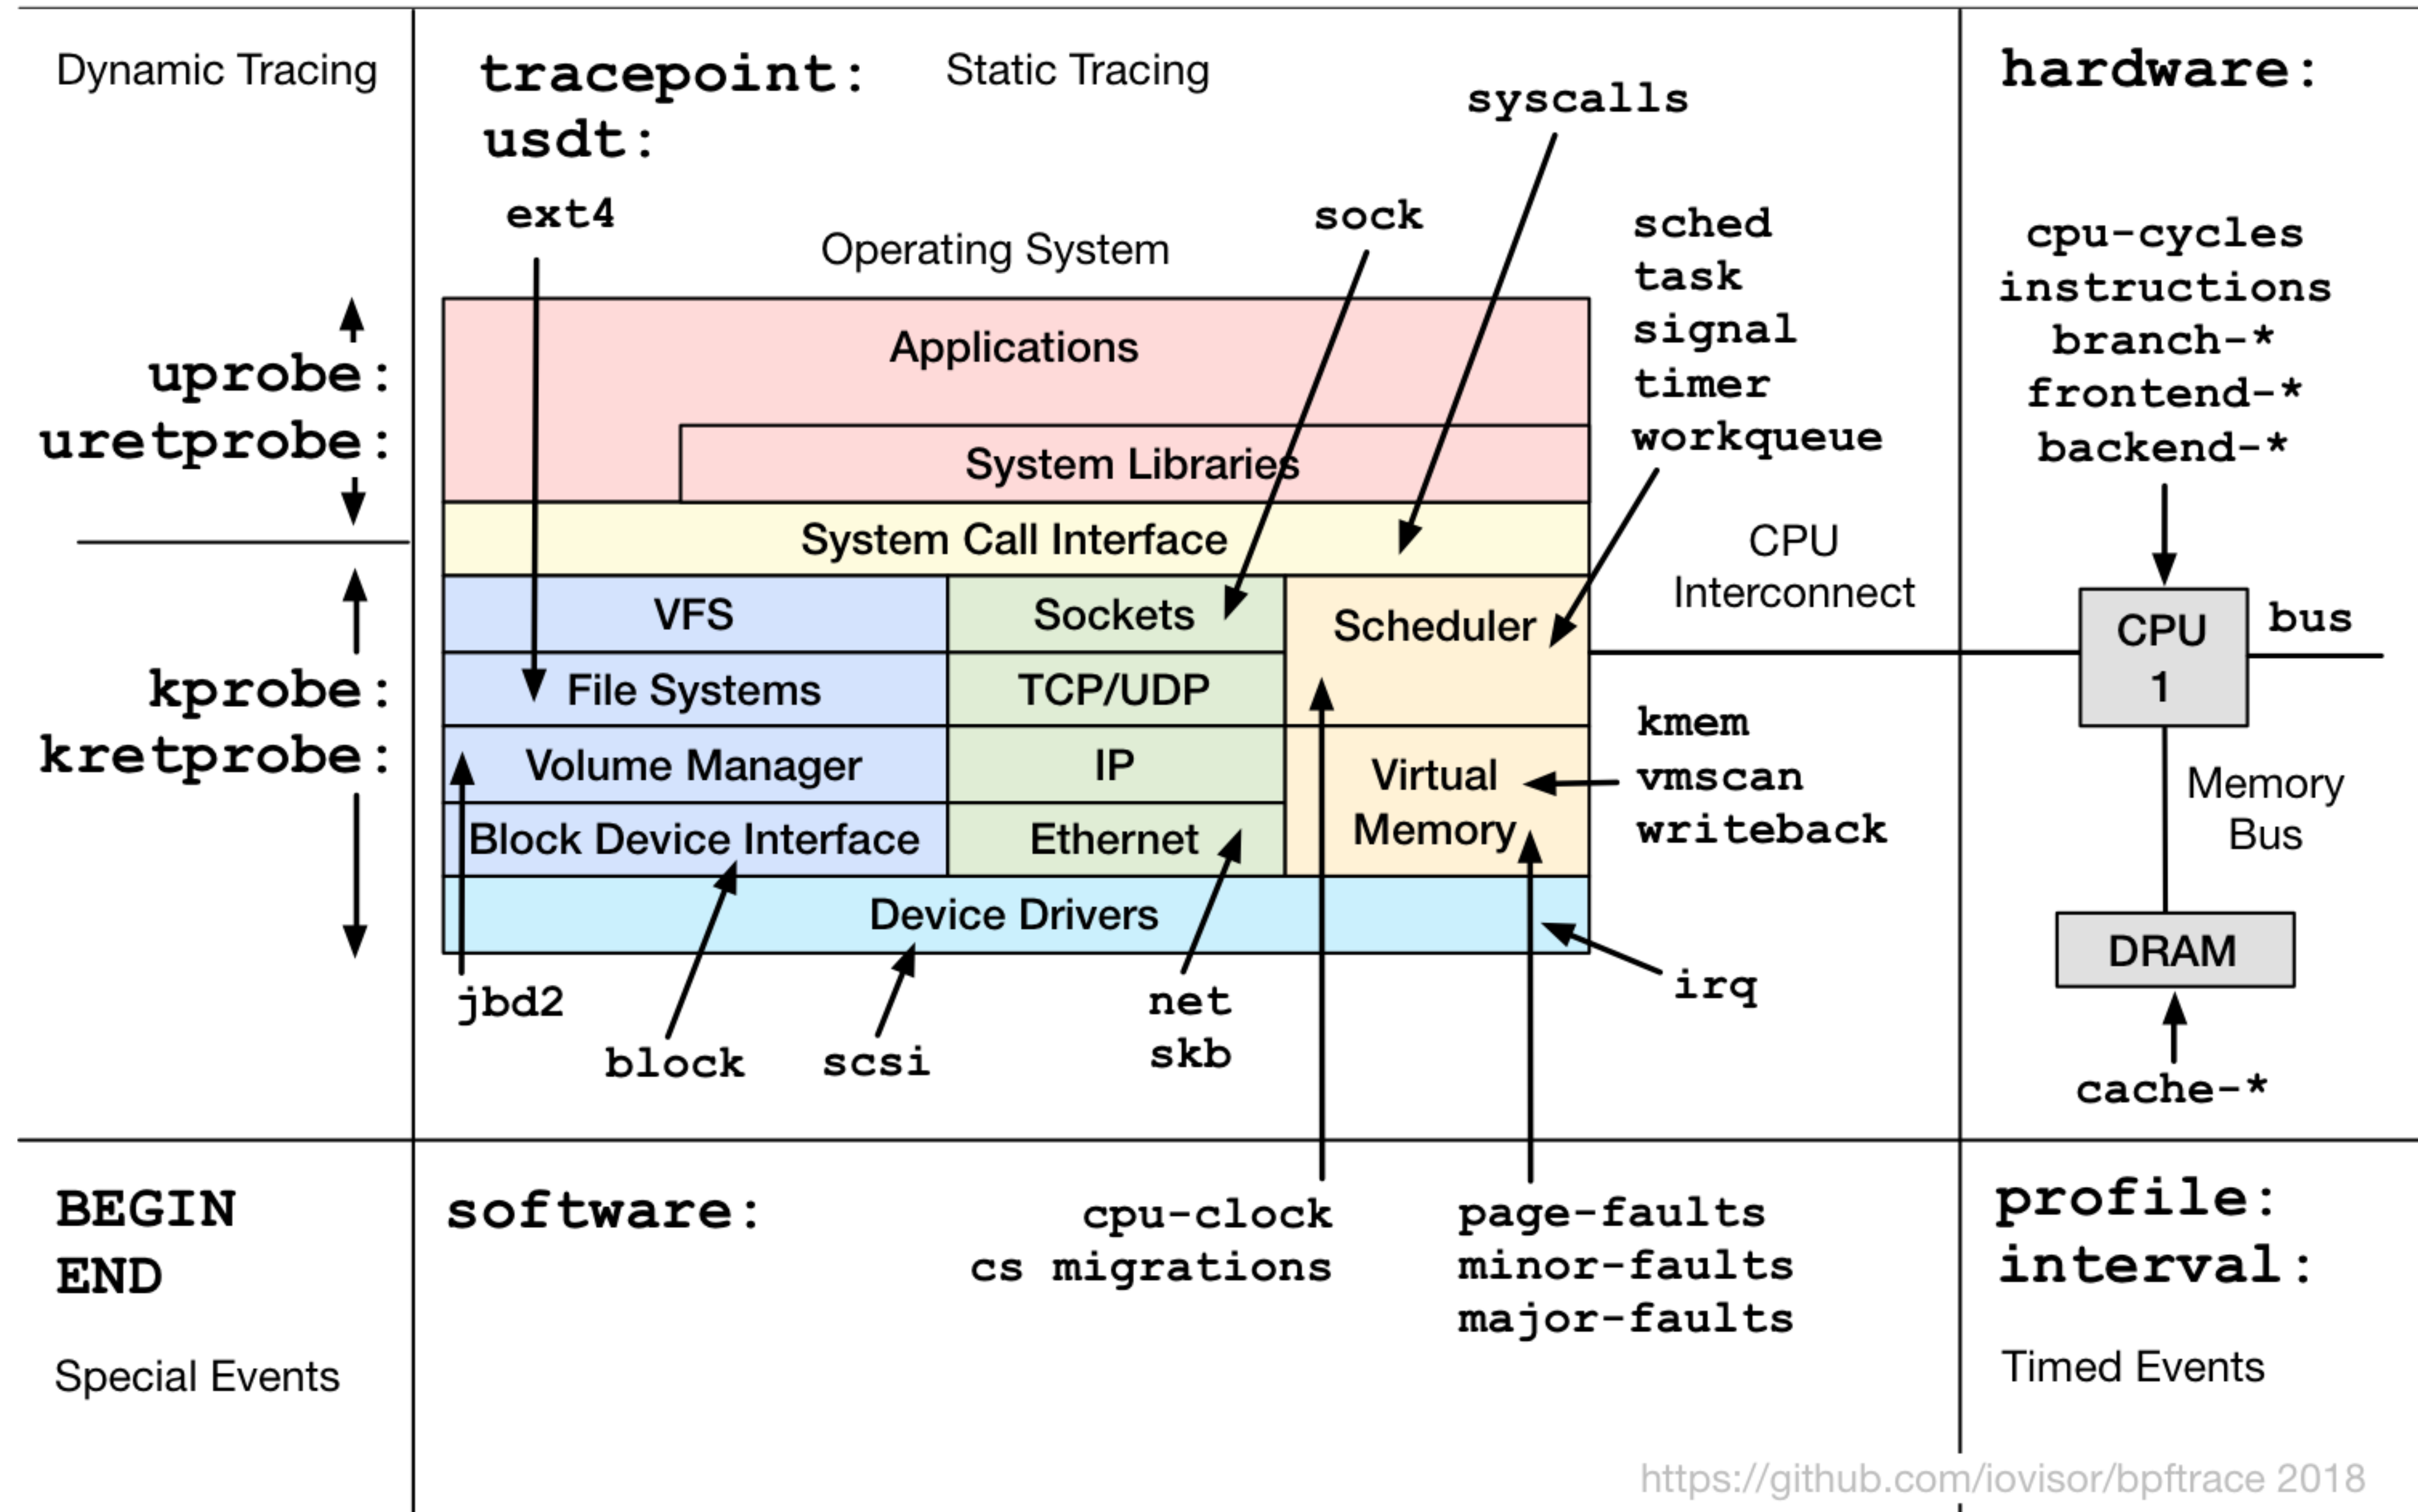 Dynamic Tracing
uprobe:
uretprobe:
kprobe:
kretprobe:
tracepoint:
usdt:
Static Tracing
syscalls
ext4
sock
Operating System
sched
task
signal
timer
workqueue
Applications
System Libraries
System Call Interface
VFS
Sockets
Scheduler
File Systems
TCP/UDP
Volume Manager
IP
Virtual
Memory
Block Device Interface
Ethernet
Device Drivers
CPU
Interconnect
kmem
vmscan
writeback
irq
jbd2
block
scsi
net
skb
hardware:
cpu-cycles
instructions
branch-*
frontend-*
backend-*
CPU
1
bus
Memory
Bus
DRAM
cache-*
BEGIN
END
Special Events
software:
cpu-clock
cs migrations
page-faults
minor-faults
major-faults
profile:
interval:
Timed Events
https://github.com/iovisor/bpftrace 2018